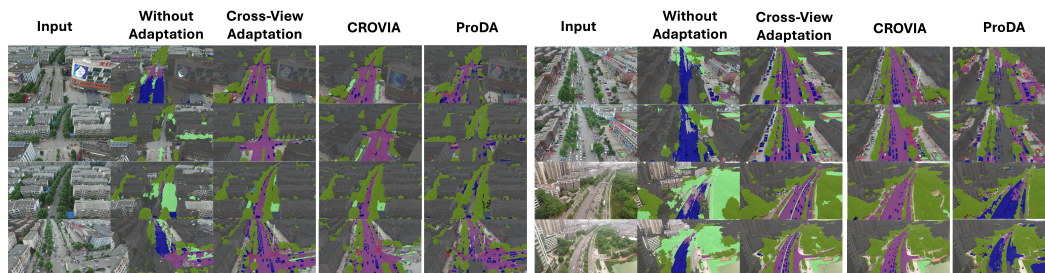 Input
Without
Adaptation
Cross-View
Adaptation
CROVIA
ProDA
Input
Without
Adaptation
Cross-View
Adaptation
CROVIA
ProDA